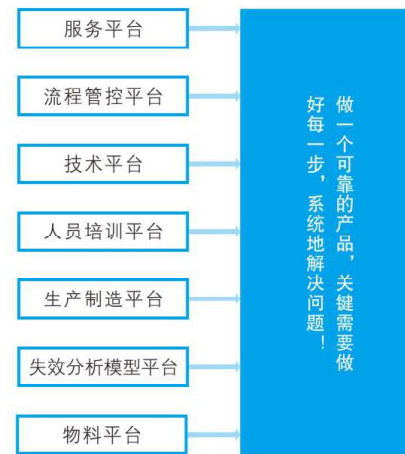 服务平台
流程管控平台
技术平台
人员培训平台
生产制造平台
失效分析模型平台
物料平台
做一个可靠的产品，关键需要做
好每一步，系统地解决问题！